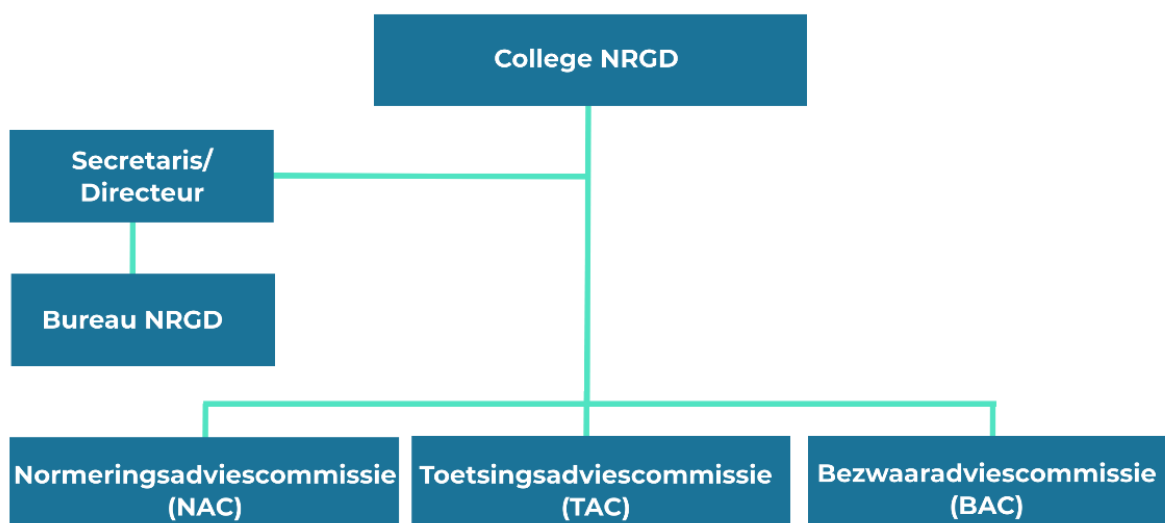 College NRGD
Secretaris/
Directeur
Bureau NRGD
Normeringsadviescommissie
(NAC)
Toetsingsadviescommissie
(TAC)
Bezwaaradviescommissie
(BAC)